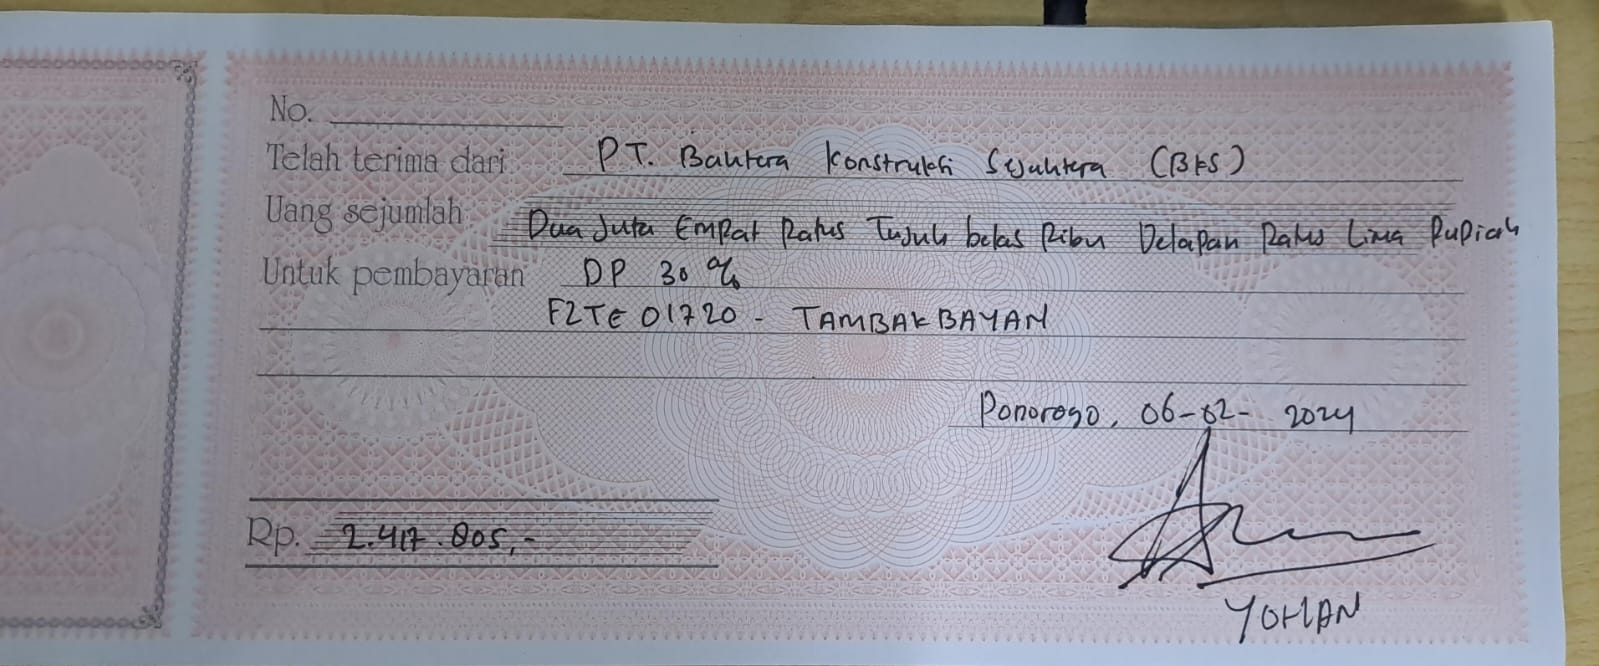 No.
Telah terima dari PT. Bahtera Konstruksi Sejahtera (BKS)
Uang sejumlah Dua Juta Empat Ratus Tujuh belas Ribu Delapan Ratus Lima Rupiah
Untuk pembayaran DP 30%
F2TE 01720 - TAMBAKBAYAN
Ponorogo, 06-02-2024
Rp. 2.417.805,-
YOHAN